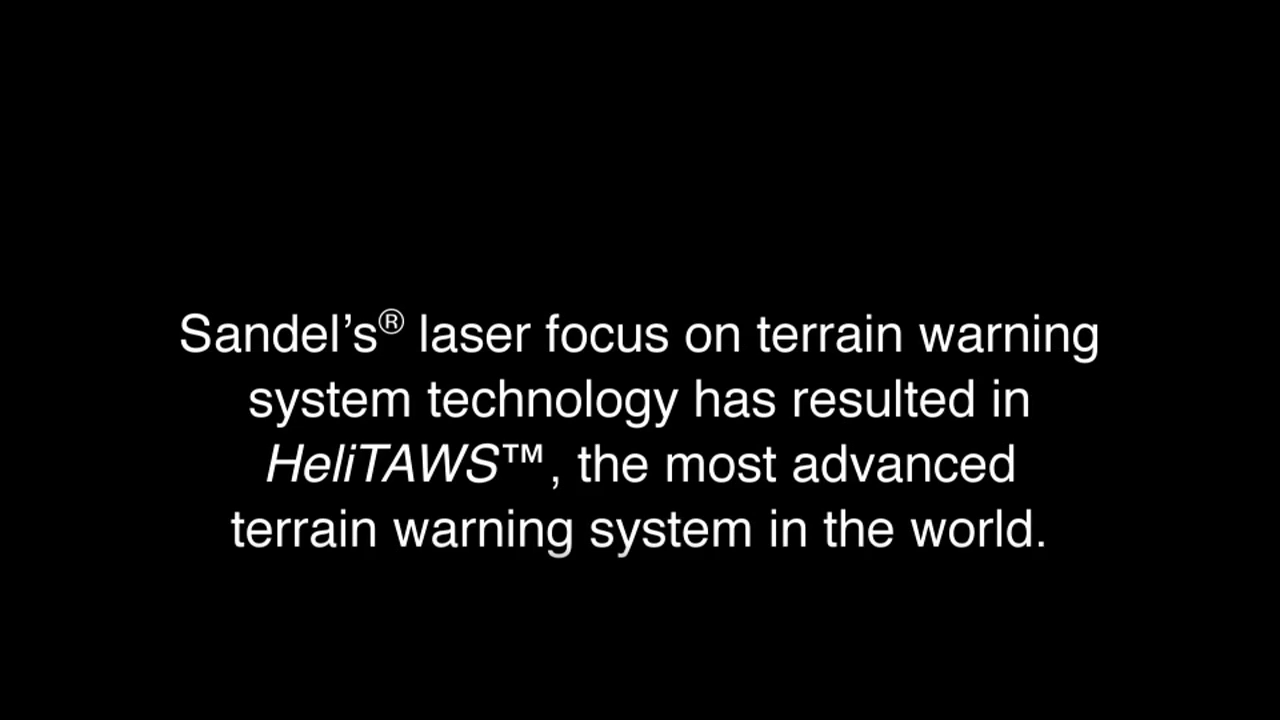 Sandel’s® laser focus on terrain warning
system technology has resulted in
HeliTAWS™, the most advanced
terrain warning system in the world.